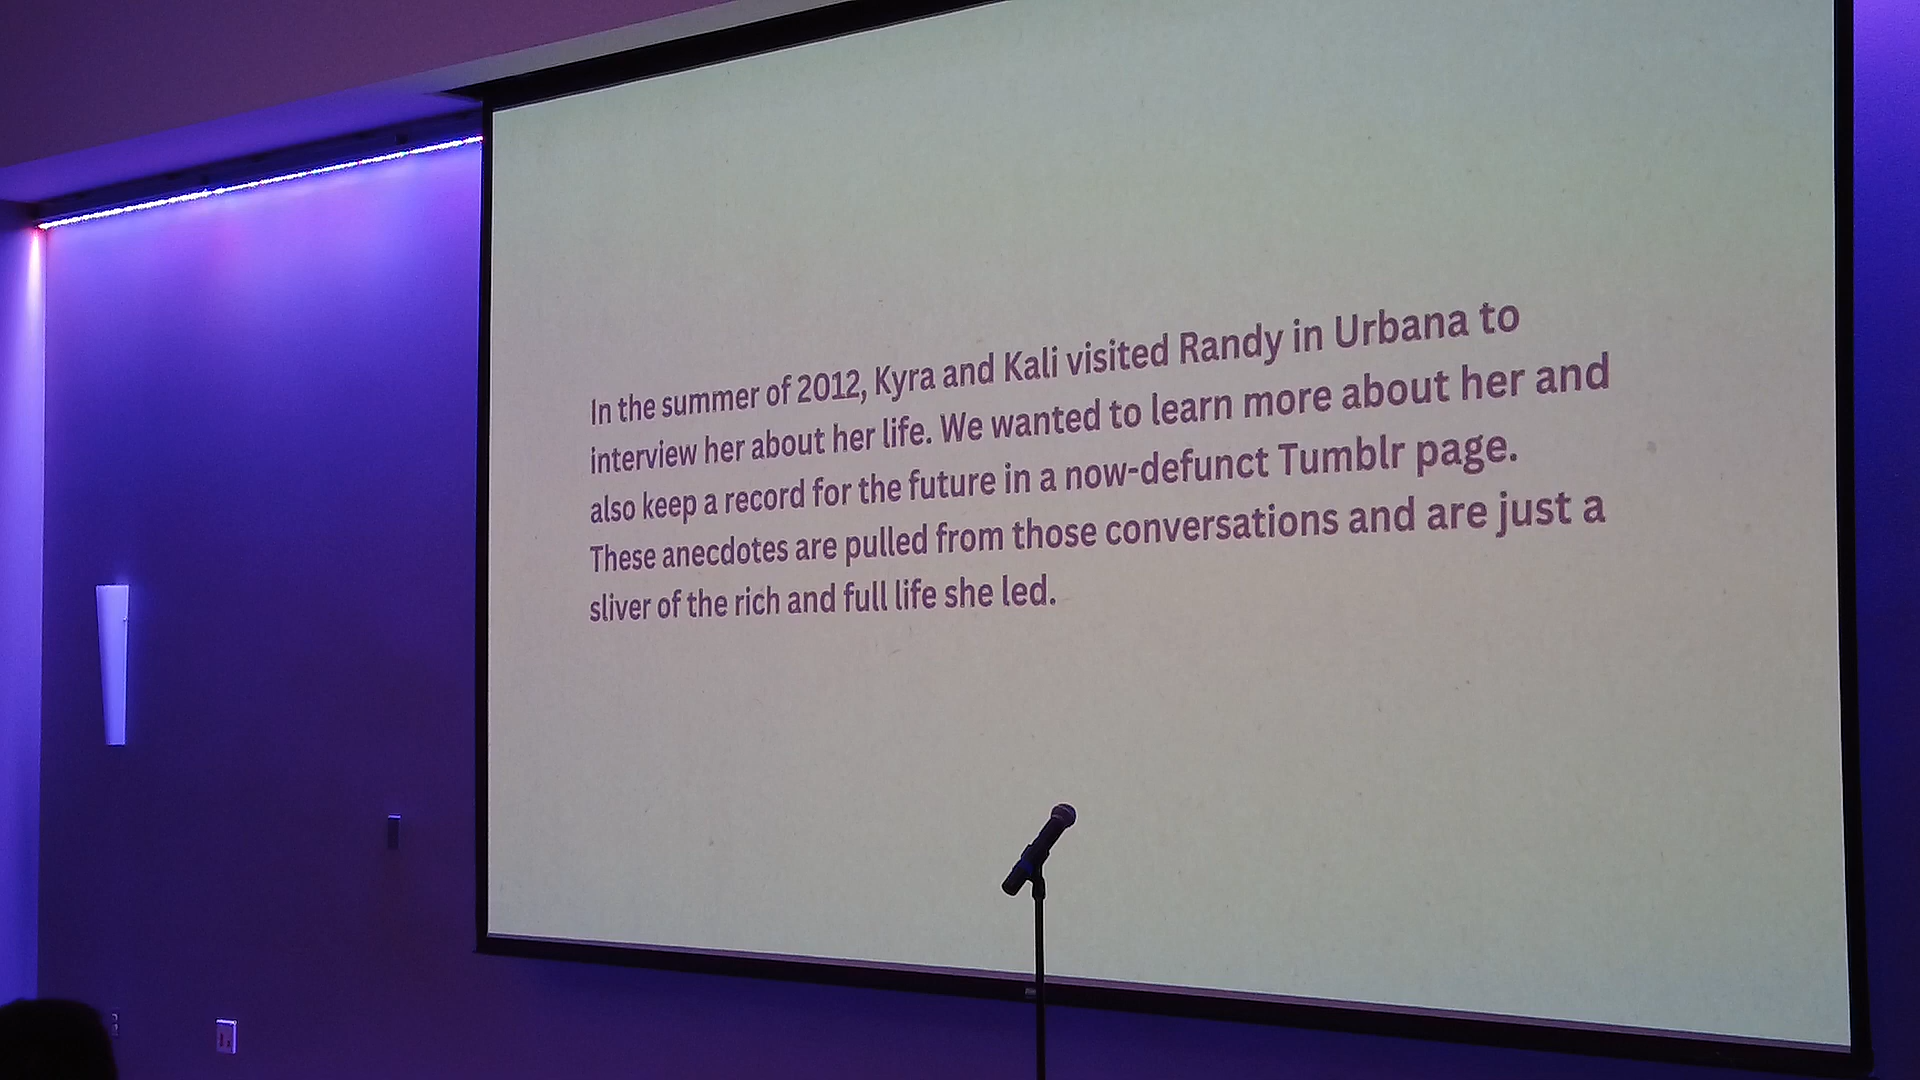 In the summer of 2012, Kyra and Kali visited Randy in Urbana to
interview her about her life. We wanted to learn more about her and
also keep a record for the future in a now-defunct Tumblr page.
These anecdotes are pulled from those conversations and are just a
sliver of the rich and full life she led.